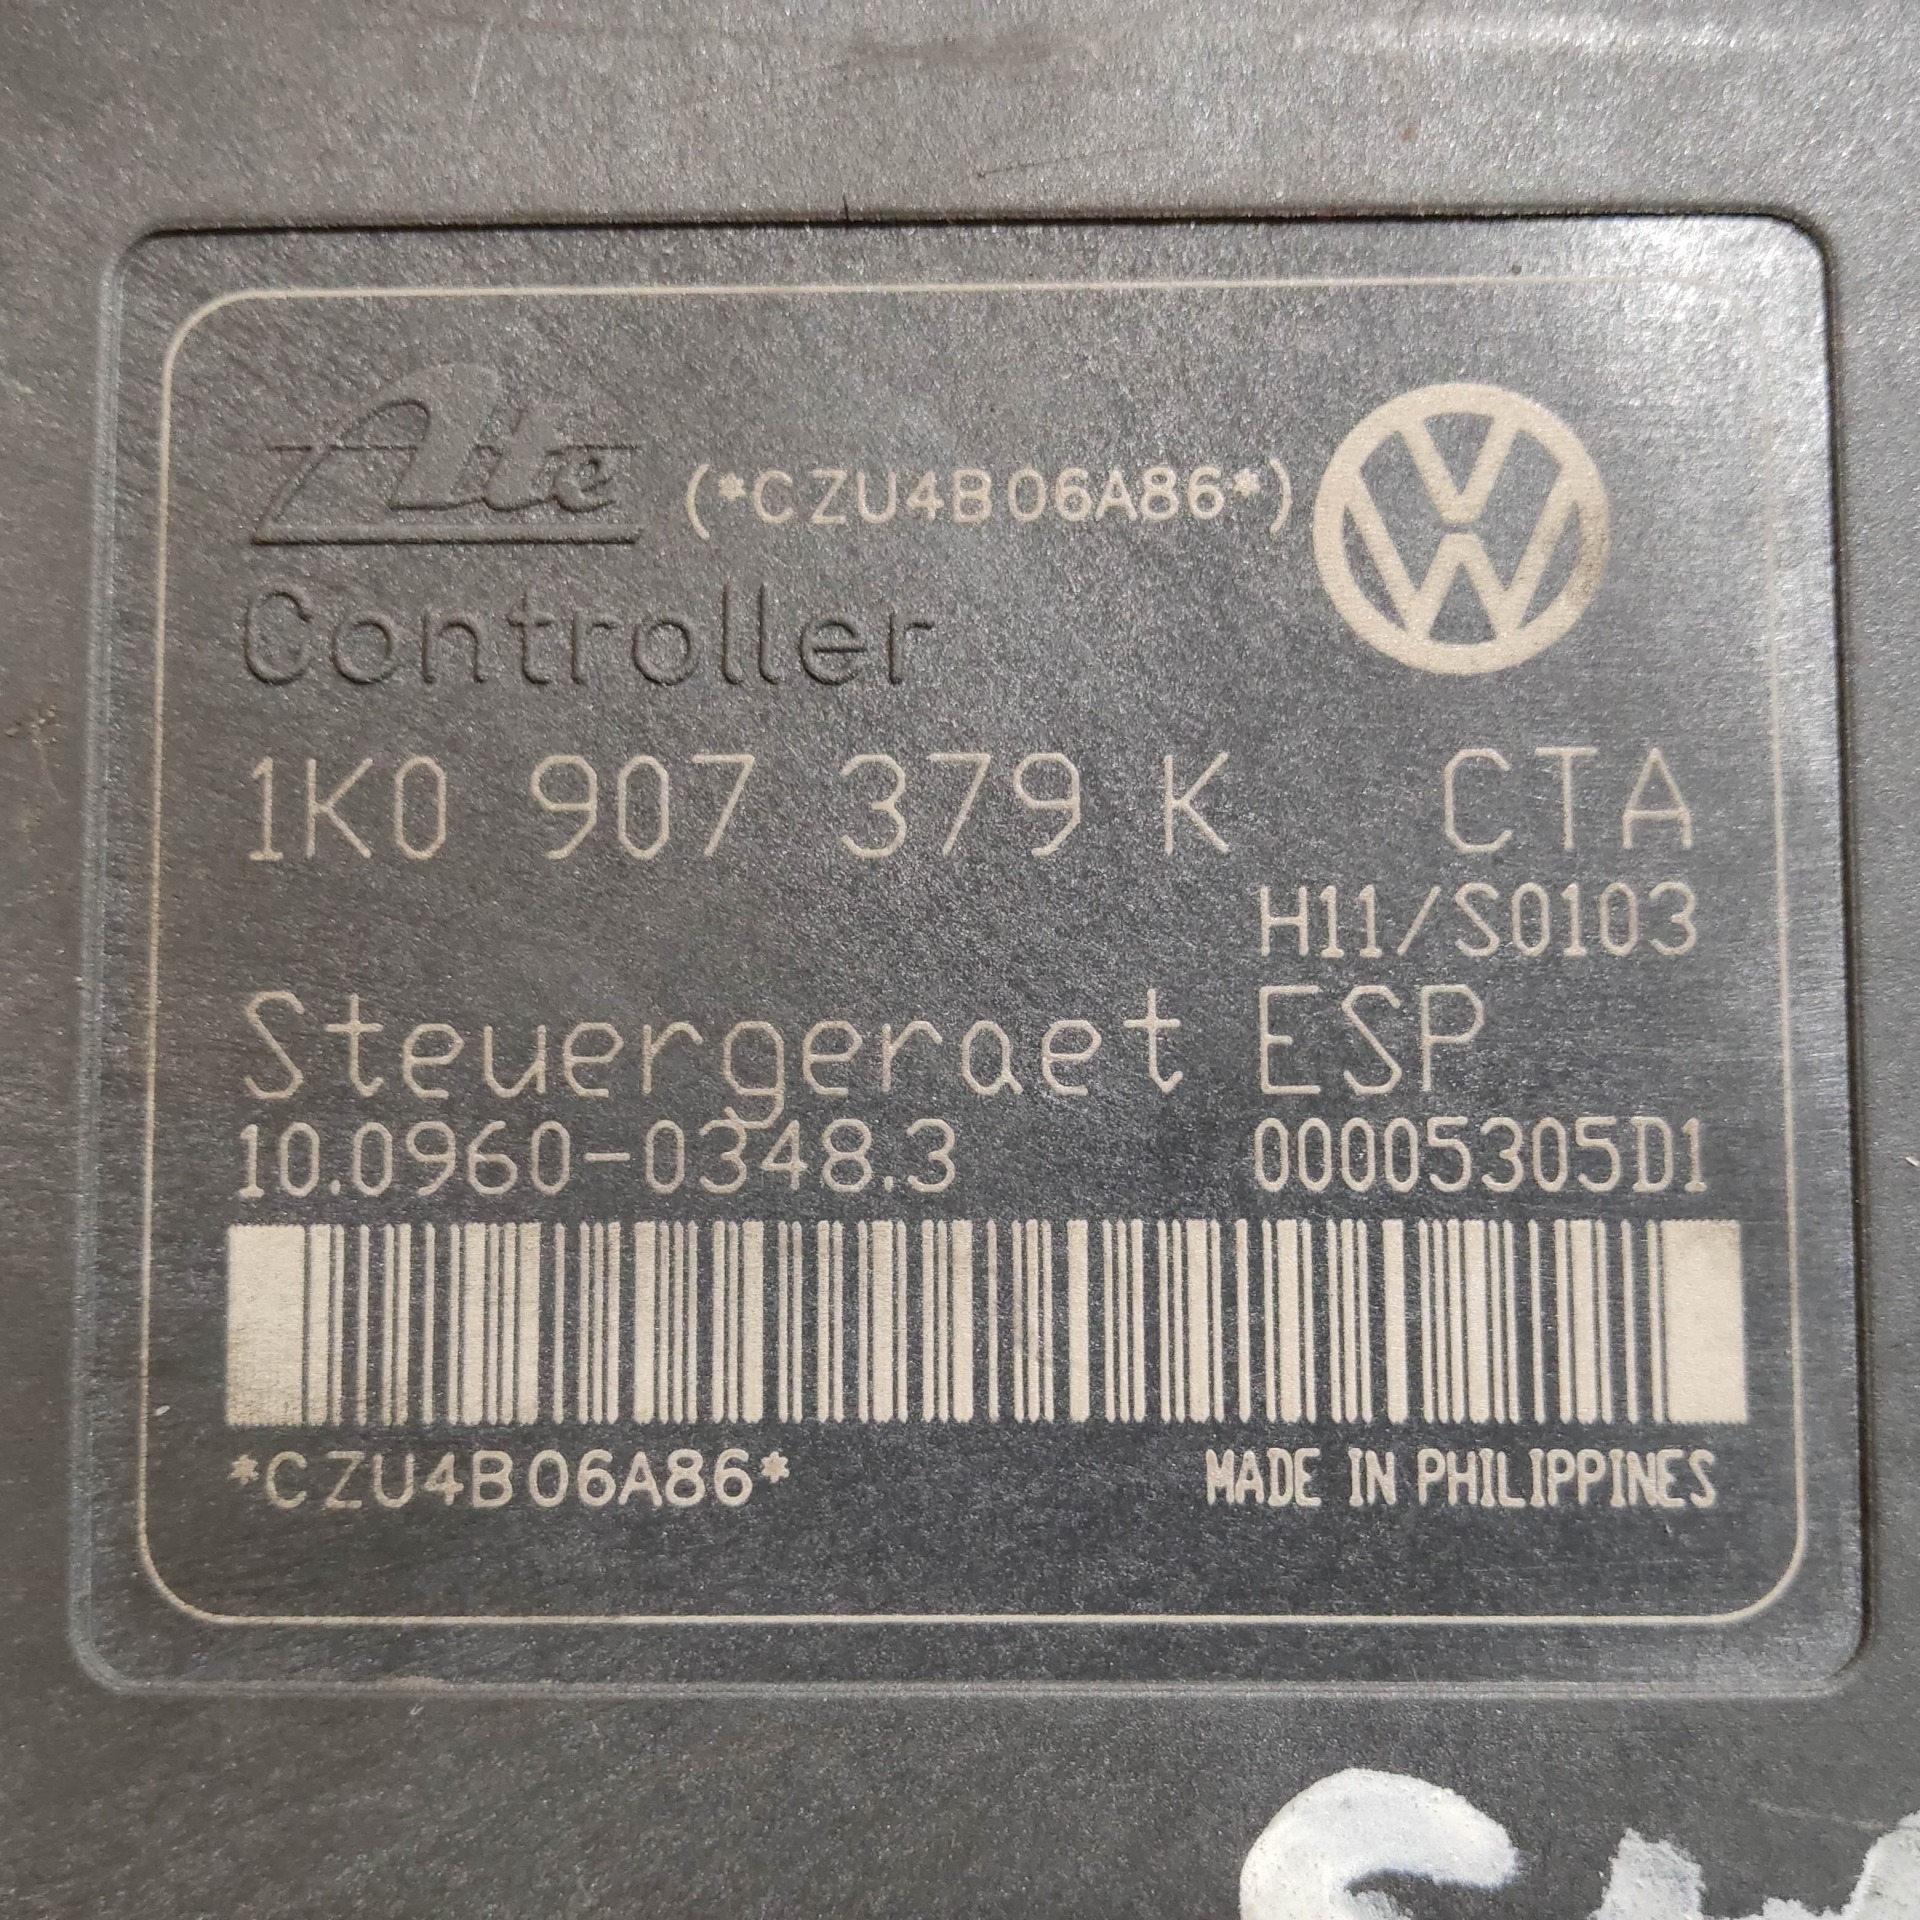 Ate (*CZU4B06A86*)
Controller
1K0 907 379 K CTA
H11/S0103
Steuergeraet ESP
10.0960-0348.3 00005305D1
*CZU4B06A86* MADE IN PHILIPPINES